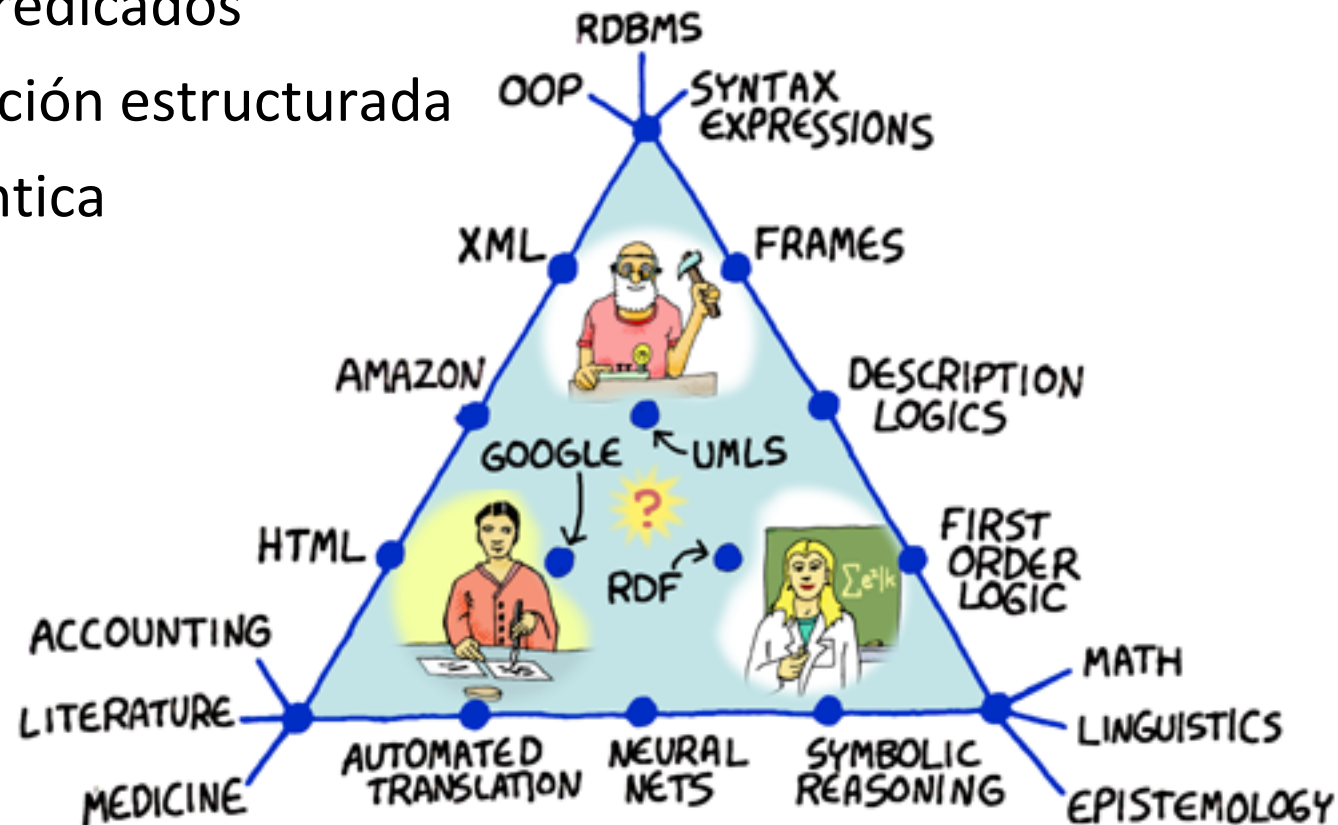 redicados
ción estructurada
ntica
RDBMS
OOP
SYNTAX
EXPRESSIONS
XML
FRAMES
AMAZON
DESCRIPTION
LOGICS
GOOGLE
UMLS
?
HTML
RDF
∑e²/k
FIRST
ORDER
LOGIC
ACCOUNTING
LITERATURE
MEDICINE
MATH
LINGUISTICS
EPISTEMOLOGY
AUTOMATED
TRANSLATION
NEURAL
NETS
SYMBOLIC
REASONING